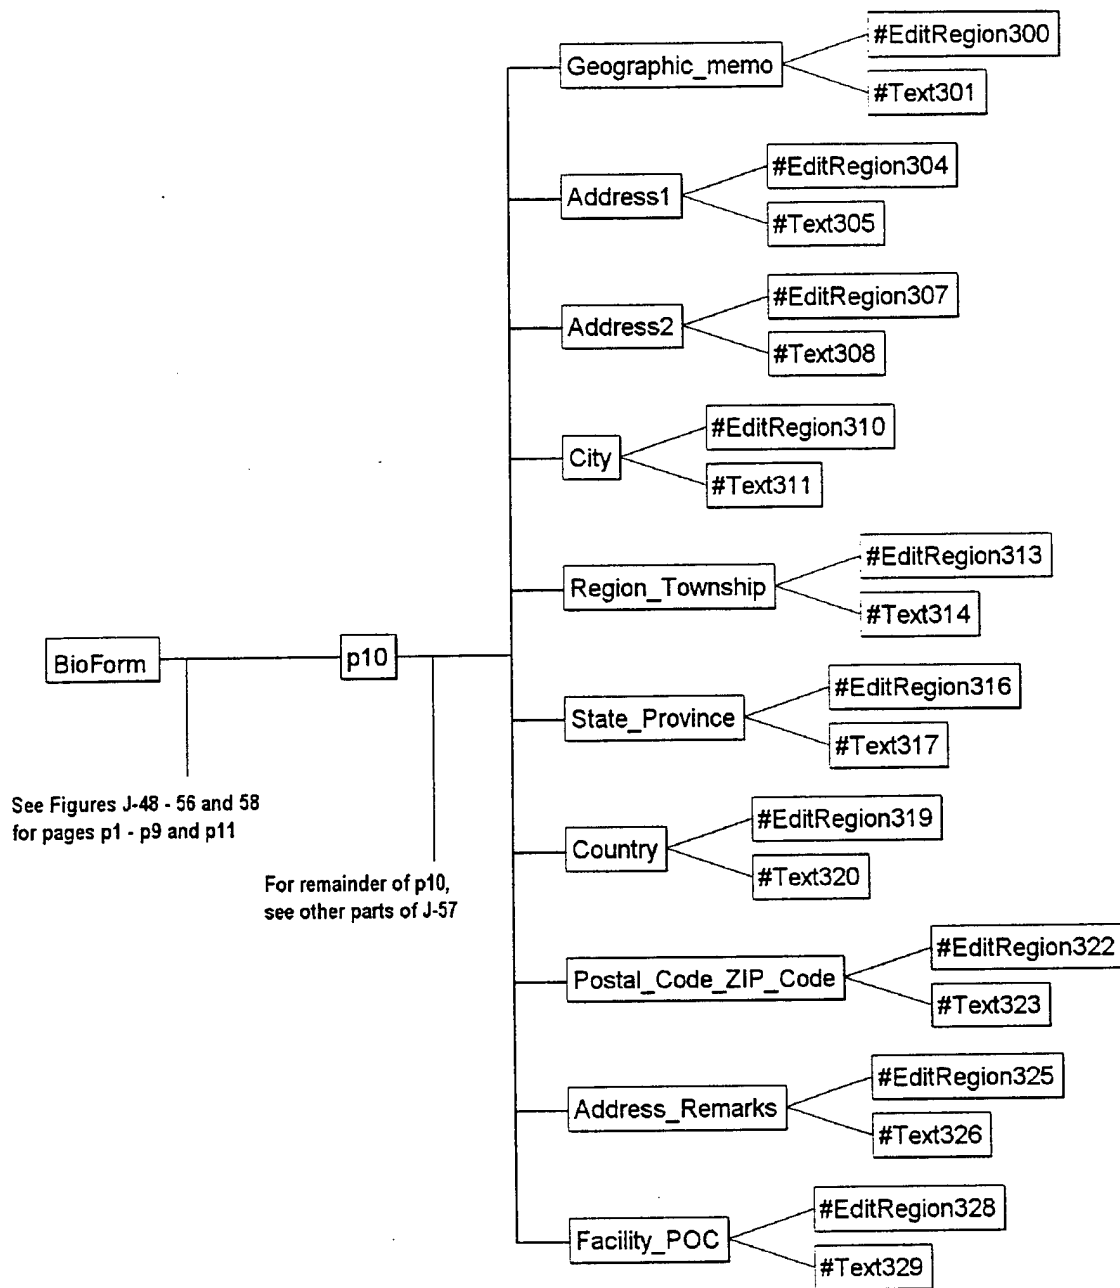 BioForm
See Figures J-48 - 56 and 58
for pages p1 - p9 and p11
p10
For remainder of p10,
see other parts of J-57
Geographic_memo
#EditRegion300
#Text301
Address1
#EditRegion304
#Text305
Address2
#EditRegion307
#Text308
City
#EditRegion310
#Text311
Region_Township
#EditRegion313
#Text314
State_Province
#EditRegion316
#Text317
Country
#EditRegion319
#Text320
Postal_Code_ZIP_Code
#EditRegion322
#Text323
Address_Remarks
#EditRegion325
#Text326
Facility_POC
#EditRegion328
#Text329